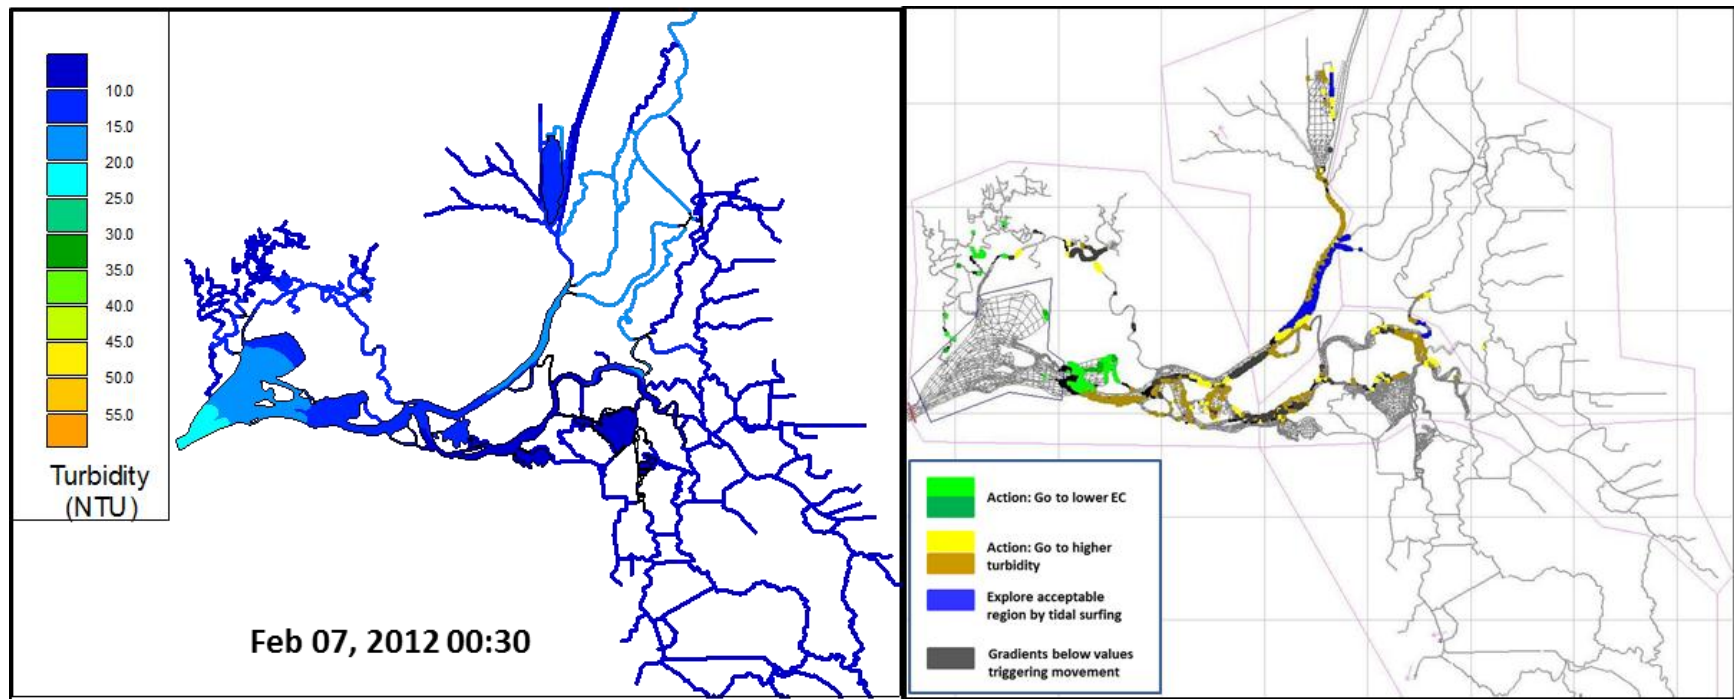 10.0
15.0
20.0
25.0
30.0
35.0
40.0
45.0
50.0
55.0
Turbidity
(NTU)
Feb 07, 2012 00:30
Action: Go to lower EC
Action: Go to higher
turbidity
Explore acceptable
region by tidal surfing
Gradients below values
triggering movement